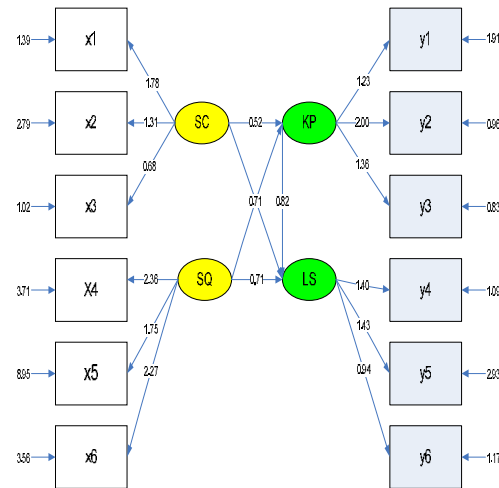 1.39 x1 1.78 y1 1.91
1.23
2.79 x2 1.31 SC 0.52 KP 2.00 y2 0.96
1.02 x3 0.68 0.71 0.82 1.36 y3 0.83
3.71 X4 2.36 SQ 0.71 LS 1.40 y4 1.09
8.95 x5 1.75 1.43 y5 2.93
2.27 0.94
3.56 x6 y6 1.17